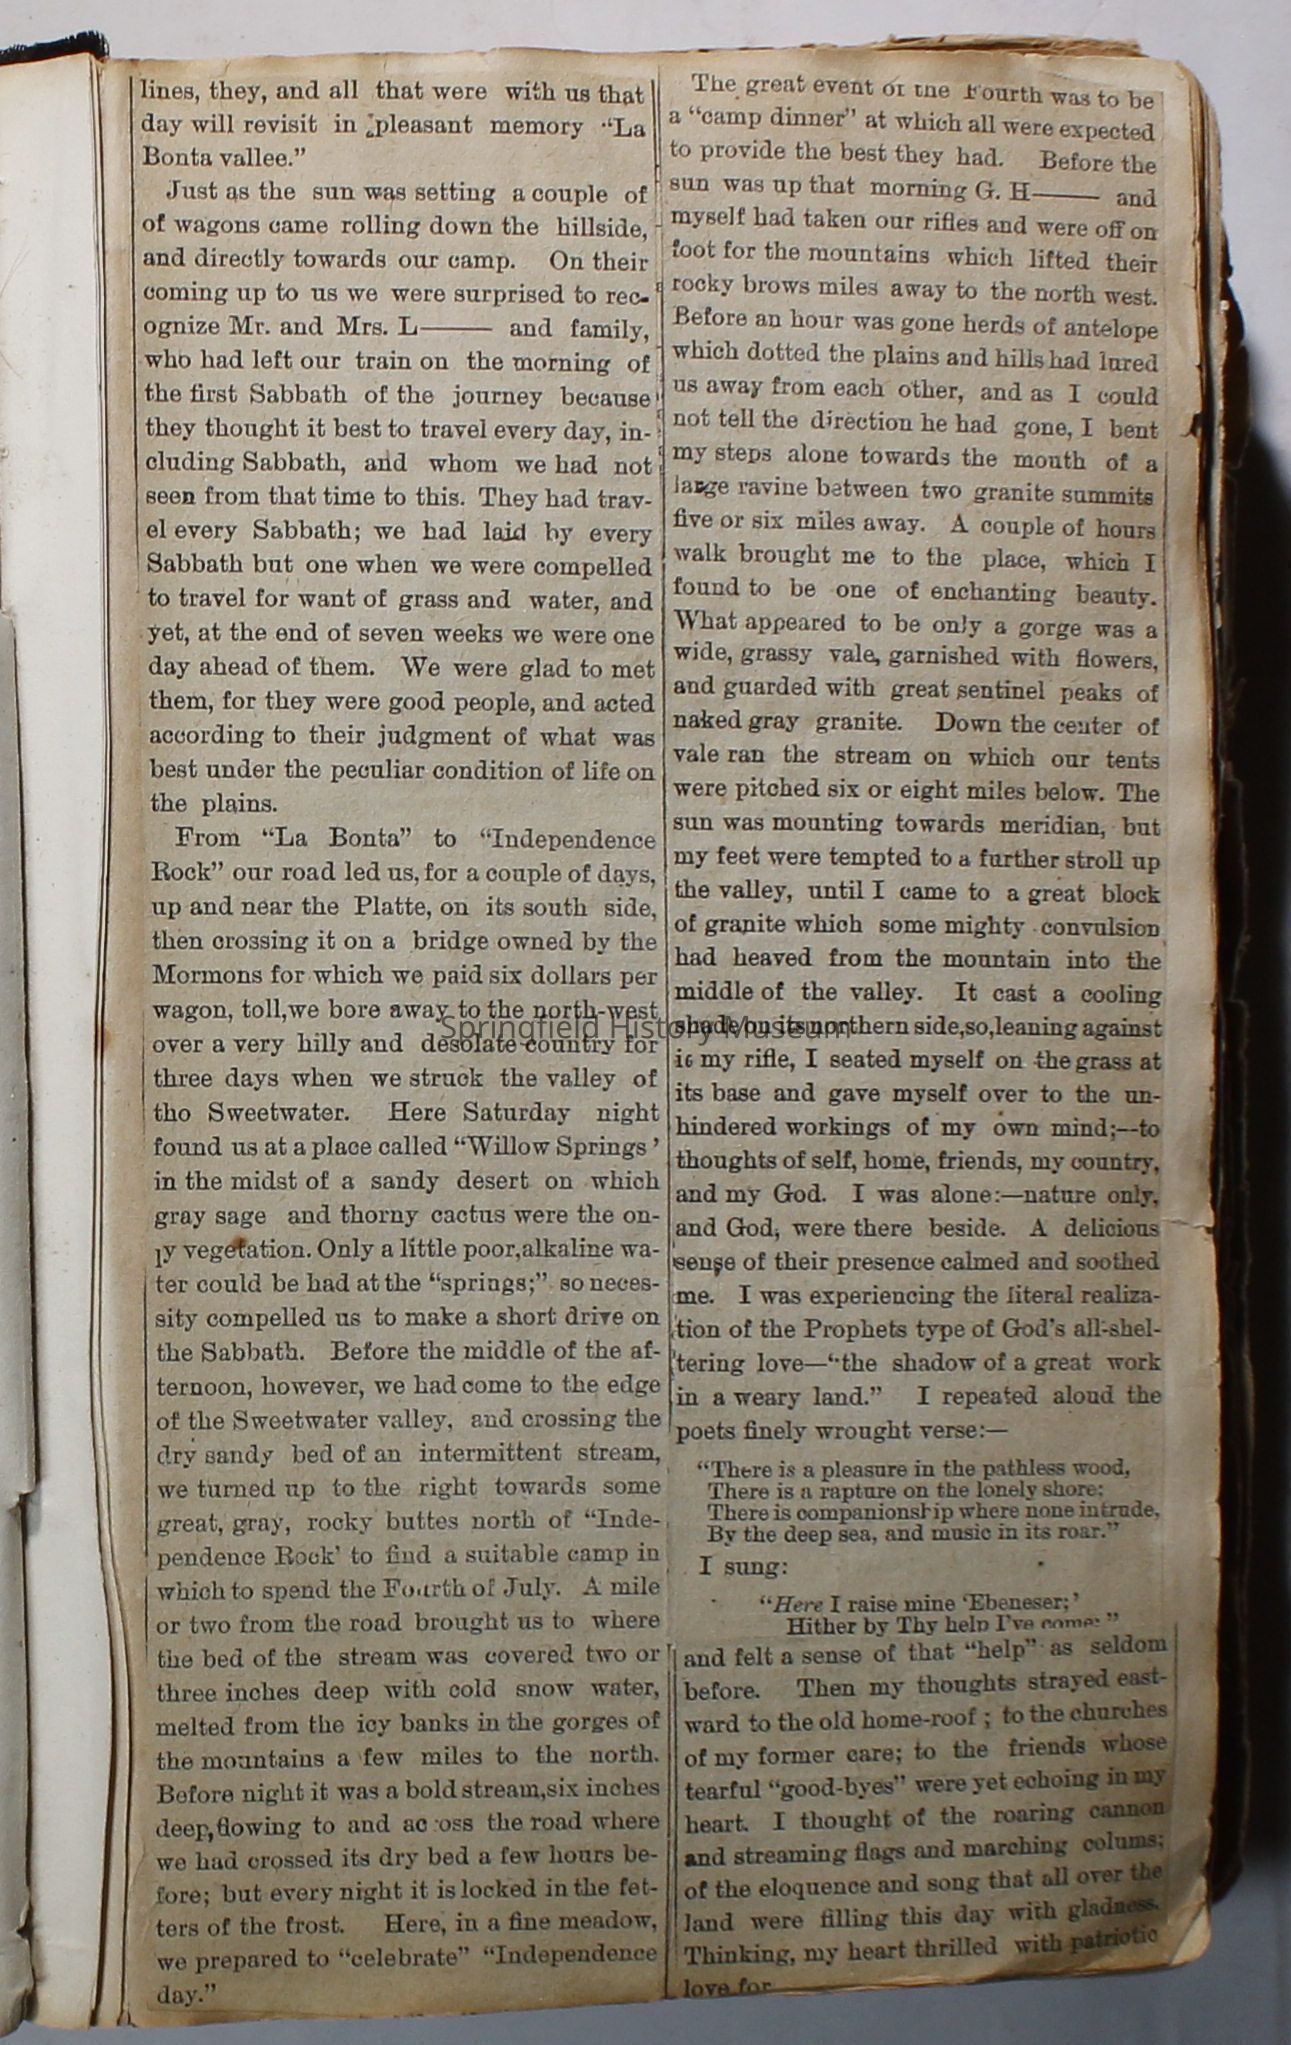 lines, they, and all that were with us that
day will revisit in pleasant memory "La
Bonta vallee."
Just as the sun was setting a couple of
of wagons came rolling down the hillside,
and directly towards our camp. On their
coming up to us we were surprised to rec-
ognize Mr. and Mrs. L—— and family,
who had left our train on the morning of
the first Sabbath of the journey because
they thought it best to travel every day, in-
cluding Sabbath, and whom we had not
seen from that time to this. They had trav-
el every Sabbath; we had laid by every
Sabbath but one when we were compelled
to travel for want of grass and water, and
yet, at the end of seven weeks we were one
day ahead of them. We were glad to met
them, for they were good people, and acted
according to their judgment of what was
best under the peculiar condition of life on
the plains.
From "La Bonta" to "Independence
Rock" our road led us, for a couple of days,
up and near the Platte, on its south side,
then crossing it on a bridge owned by the
Mormons for which we paid six dollars per
wagon, toll,we bore away to the north-west
over a very hilly and desolate country for
three days when we struck the valley of
tho Sweetwater. Here Saturday night
found us at a place called "Willow Springs'
in the midst of a sandy desert on which
gray sage and thorny cactus were the on-
ly vegetation. Only a little poor,alkaline wa-
ter could be had at the "springs;" so neces-
sity compelled us to make a short drive on
the Sabbath. Before the middle of the af-
ternoon, however, we had come to the edge
of the Sweetwater valley, and crossing the
dry sandy bed of an intermittent stream,
we turned up to the right towards some
great, gray, rocky buttes north of "Inde-
pendence Rock' to find a suitable camp in
which to spend the Fourth of July. A mile
or two from the road brought us to where
the bed of the stream was covered two or
three inches deep with cold snow water,
melted from the icy banks in the gorges of
the mountains a few miles to the north.
Before night it was a bold stream,six inches
deep,flowing to and ac oss the road where
we had crossed its dry bed a few hours be-
fore; but every night it is locked in the fet-
ters of the frost. Here, in a fine meadow,
we prepared to "celebrate" "Independence
day."
The great event of the Fourth was to be
a "camp dinner" at which all were expected
to provide the best they had. Before the
sun was up that morning G. H—— and
myself had taken our rifles and were off on
foot for the mountains which lifted their
rocky brows miles away to the north west.
Before an hour was gone herds of antelope
which dotted the plains and hills had lured
us away from each other, and as I could
not tell the direction he had gone, I bent
my steps alone towards the mouth of a
large ravine between two granite summits
five or six miles away. A couple of hours
walk brought me to the place, which I
found to be one of enchanting beauty.
What appeared to be only a gorge was a
wide, grassy vale, garnished with flowers,
and guarded with great sentinel peaks of
naked gray granite. Down the center of
vale ran the stream on which our tents
were pitched six or eight miles below. The
sun was mounting towards meridian, but
my feet were tempted to a further stroll up
the valley, until I came to a great block
of granite which some mighty convulsion
had heaved from the mountain into the
middle of the valley. It cast a cooling
shade on its northern side,so,leaning against
it my rifle, I seated myself on the grass at
its base and gave myself over to the un-
hindered workings of my own mind;--to
thoughts of self, home, friends, my country,
and my God. I was alone:—nature only,
and God, were there beside. A delicious
sense of their presence calmed and soothed
me. I was experiencing the literal realiza-
tion of the Prophets type of God's all-shel-
tering love—"the shadow of a great work
in a weary land." I repeated aloud the
poets finely wrought verse:—
"There is a pleasure in the pathless wood,
There is a rapture on the lonely shore;
There is companionship where none intrude,
By the deep sea, and music in its roar."
I sung:
"Here I raise mine 'Ebeneser;'
Hither by Thy help I've come;"
and felt a sense of that "help" as seldom
before. Then my thoughts strayed east-
ward to the old home-roof; to the churches
of my former care; to the friends whose
tearful "good-byes" were yet echoing in my
heart. I thought of the roaring cannon
and streaming flags and marching colums;
of the eloquence and song that all over the
land were filling this day with gladness.
Thinking, my heart thrilled with patriotic
love for
Springfield History Museum